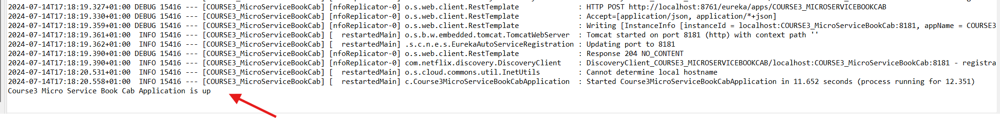 2024-07-14T17:18:19.327+01:00 DEBUG 15416 --- [COURSE3_MicroServiceBookCab] [nfoReplicator-0] o.s.web.client.RestTemplate : HTTP POST http://localhost:8761/eureka/apps/COURSE3_MICROSERVICEBOOKCAB
2024-07-14T17:18:19.330+01:00 DEBUG 15416 --- [COURSE3_MicroServiceBookCab] [nfoReplicator-0] o.s.web.client.RestTemplate : Accept=[application/json, application/*+json]
2024-07-14T17:18:19.359+01:00 DEBUG 15416 --- [COURSE3_MicroServiceBookCab] [nfoReplicator-0] o.s.web.client.RestTemplate : Writing [InstanceInfo [instanceId = localhost:COURSE3_MicroServiceBookCab:8181, appName = COURSE3
2024-07-14T17:18:19.361+01:00 INFO 15416 --- [COURSE3_MicroServiceBookCab] [ restartedMain] o.s.b.w.embedded.tomcat.TomcatWebServer : Tomcat started on port 8181 (http) with context path ''
2024-07-14T17:18:19.362+01:00 INFO 15416 --- [COURSE3_MicroServiceBookCab] [ restartedMain] .s.c.n.e.s.EurekaAutoServiceRegistration : Updating port to 8181
2024-07-14T17:18:19.390+01:00 DEBUG 15416 --- [COURSE3_MicroServiceBookCab] [nfoReplicator-0] o.s.web.client.RestTemplate : Response 204 NO_CONTENT
2024-07-14T17:18:19.390+01:00 INFO 15416 --- [COURSE3_MicroServiceBookCab] [nfoReplicator-0] com.netflix.discovery.DiscoveryClient : DiscoveryClient_COURSE3_MICROSERVICEBOOKCAB/localhost:COURSE3_MicroServiceBookCab:8181 - registra
2024-07-14T17:18:20.531+01:00 INFO 15416 --- [COURSE3_MicroServiceBookCab] [ restartedMain] o.s.cloud.commons.util.InetUtils : Cannot determine local hostname
2024-07-14T17:18:20.558+01:00 INFO 15416 --- [COURSE3_MicroServiceBookCab] [ restartedMain] c.Course3MicroServiceBookCabApplication : Started Course3MicroServiceBookCabApplication in 11.652 seconds (process running for 12.351)
Course3 Micro Service Book Cab Application is up